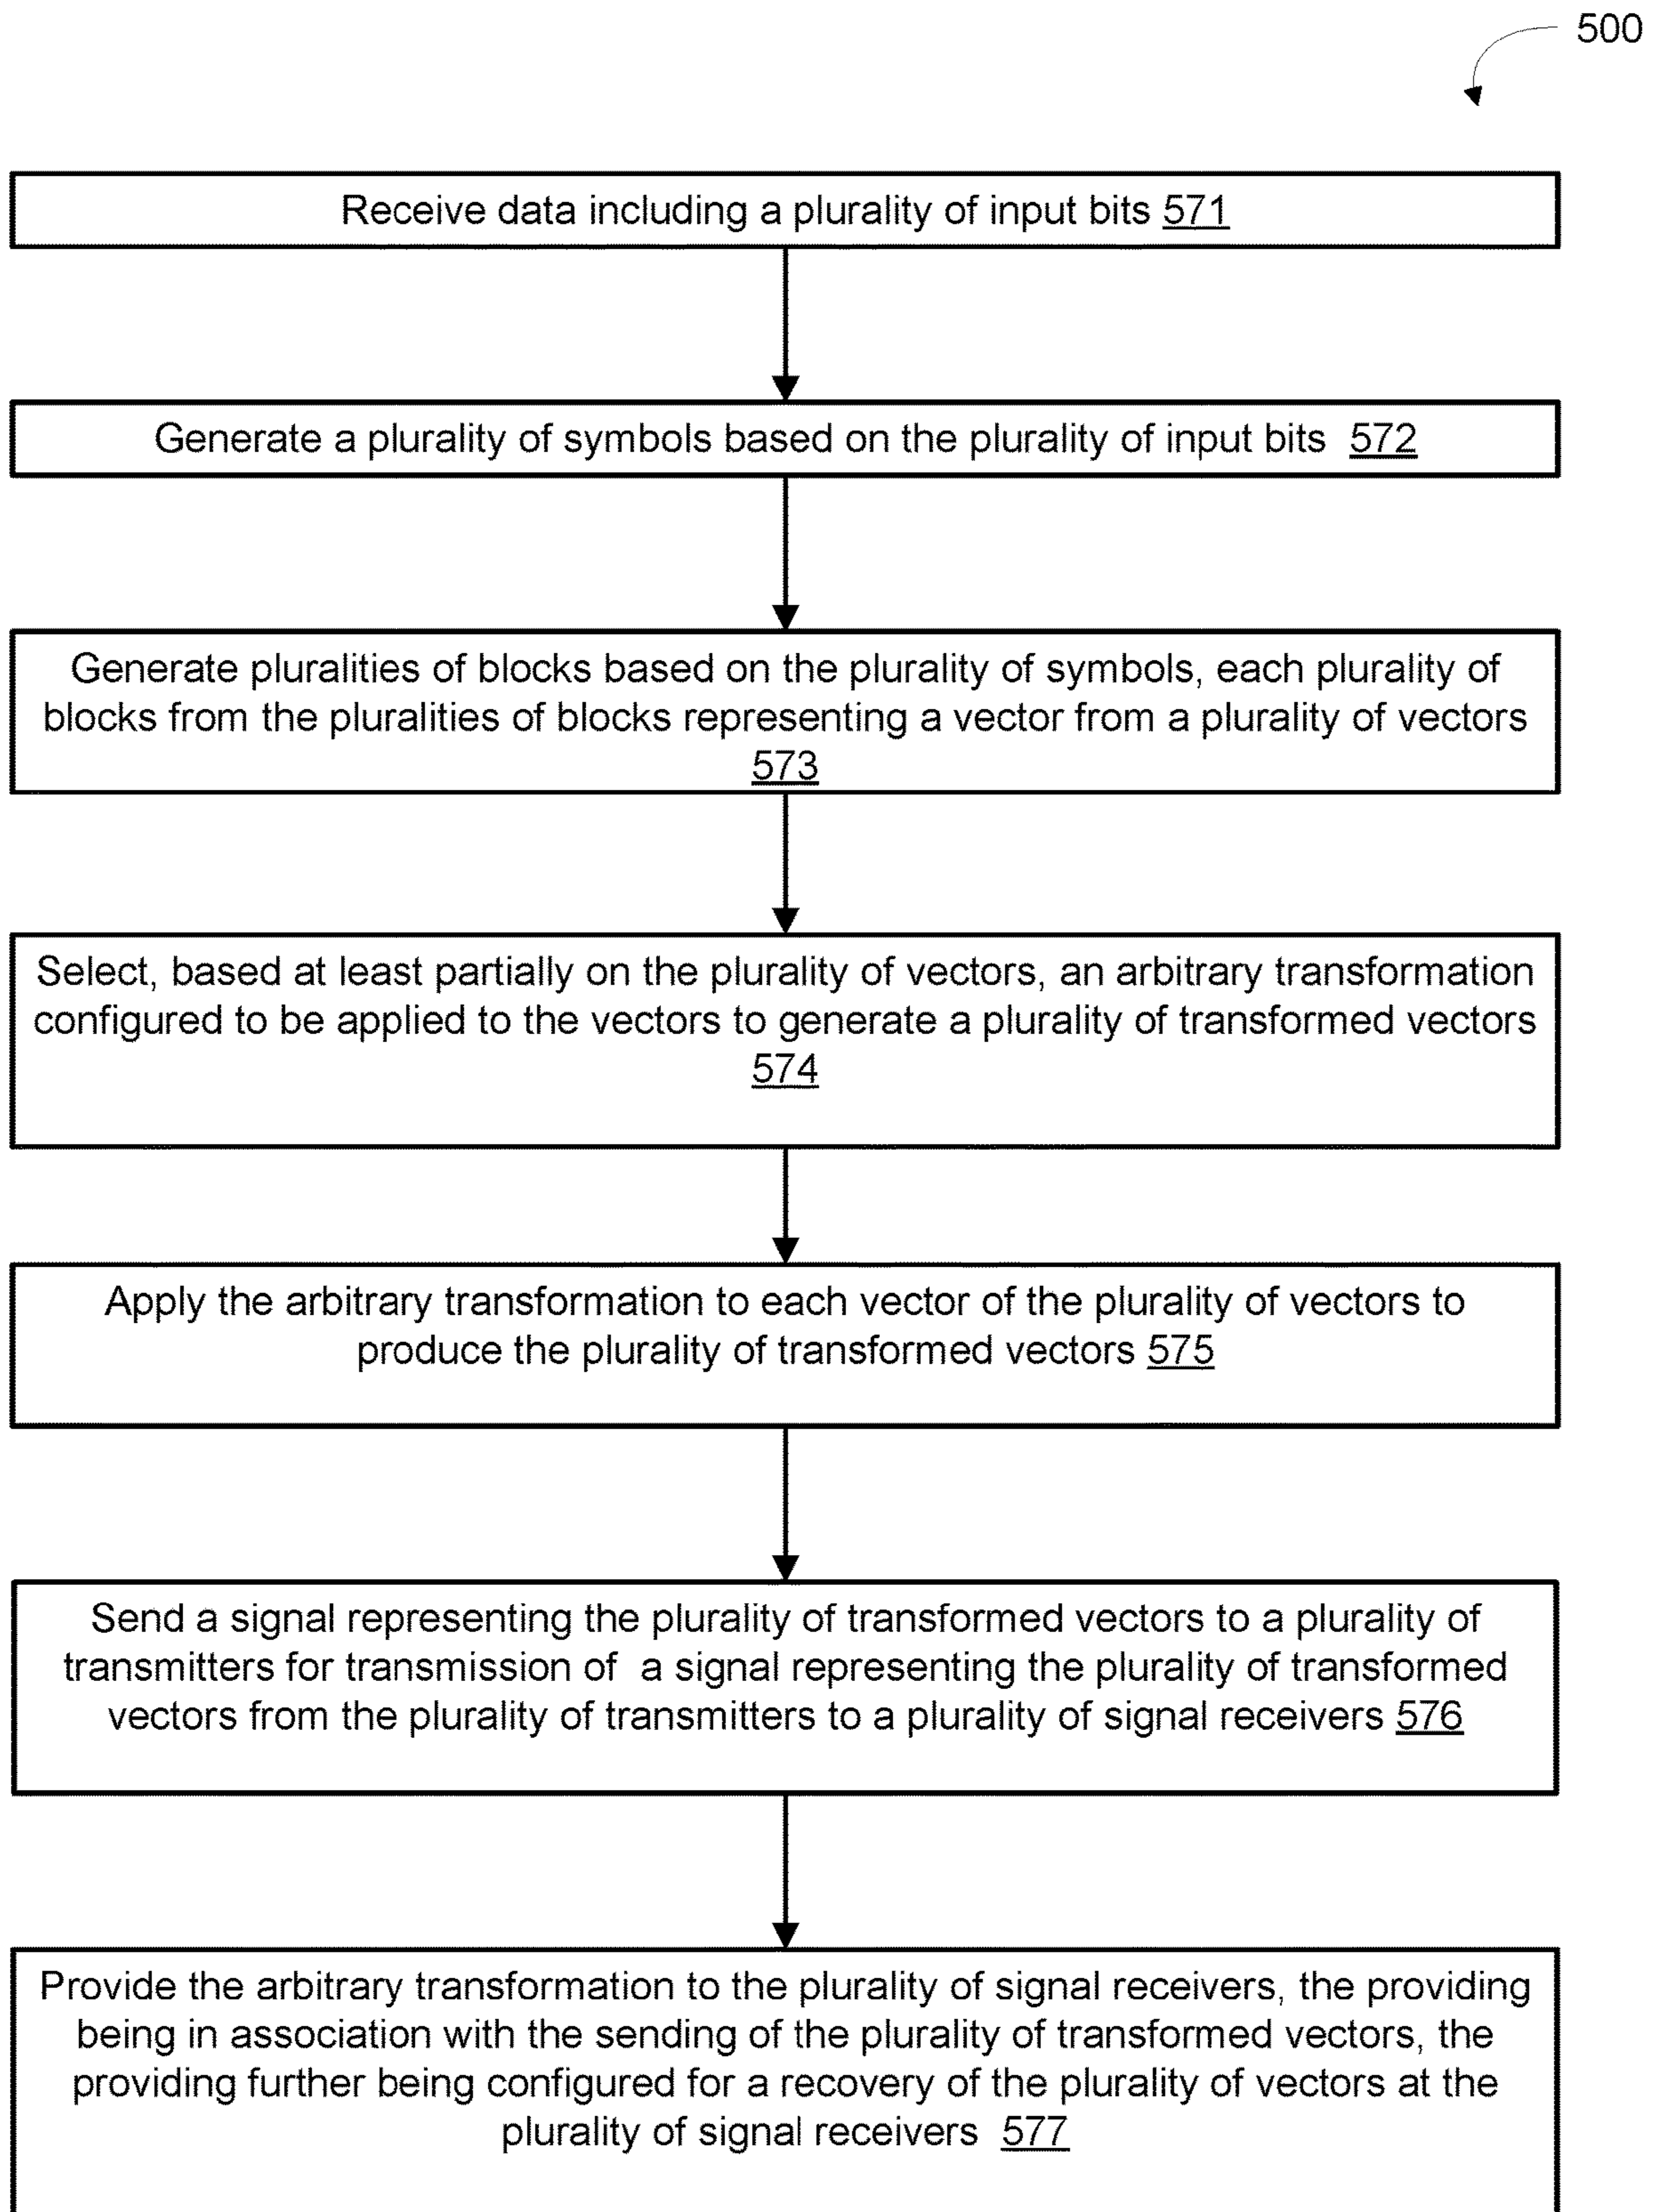 500
Receive data including a plurality of input bits 571
Generate a plurality of symbols based on the plurality of input bits 572
Generate pluralities of blocks based on the plurality of symbols, each plurality of
blocks from the pluralities of blocks representing a vector from a plurality of vectors
573
Select, based at least partially on the plurality of vectors, an arbitrary transformation
configured to be applied to the vectors to generate a plurality of transformed vectors
574
Apply the arbitrary transformation to each vector of the plurality of vectors to
produce the plurality of transformed vectors 575
Send a signal representing the plurality of transformed vectors to a plurality of
transmitters for transmission of a signal representing the plurality of transformed
vectors from the plurality of transmitters to a plurality of signal receivers 576
Provide the arbitrary transformation to the plurality of signal receivers, the providing
being in association with the sending of the plurality of transformed vectors, the
providing further being configured for a recovery of the plurality of vectors at the
plurality of signal receivers 577